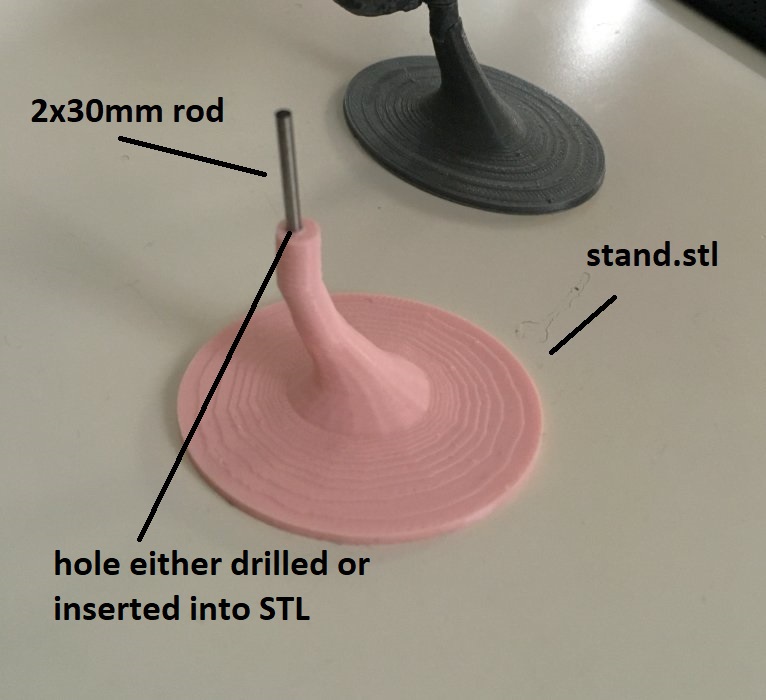 2x30mm rod
stand.stl
hole either drilled or
inserted into STL